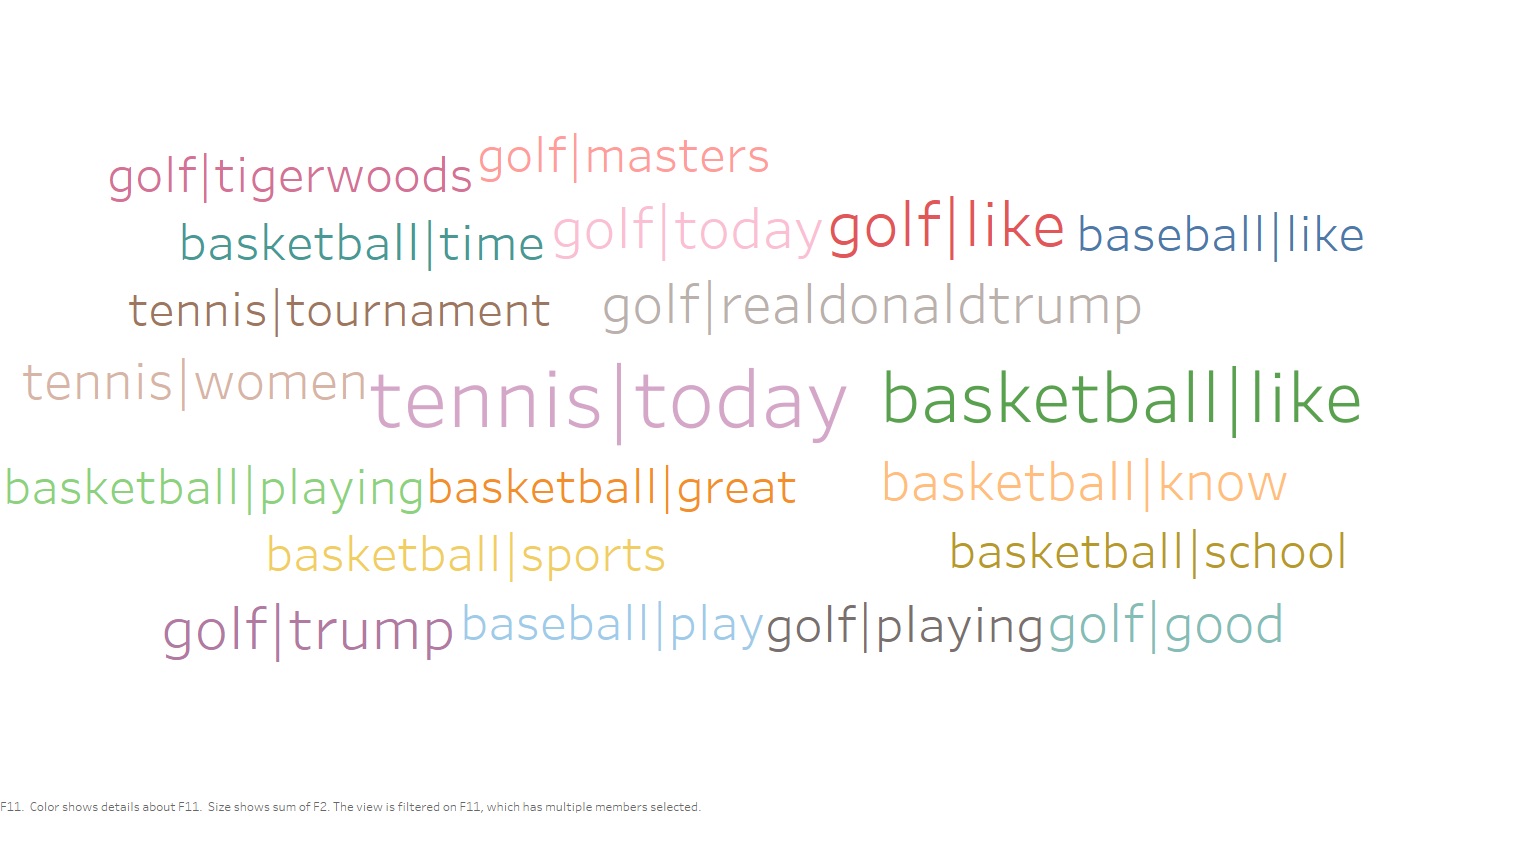 golf|tigerwoods golf|masters
basketball|time golf|today golf|like baseball|like
tennis|tournament golf|realdonaldtrump
tennis|women tennis|today basketball|like
basketball|playing basketball|great basketball|know
basketball|sports basketball|school
golf|trump baseball|play golf|playing golf|good
F11. Color shows details about F11. Size shows sum of F2. The view is filtered on F11, which has multiple members selected.